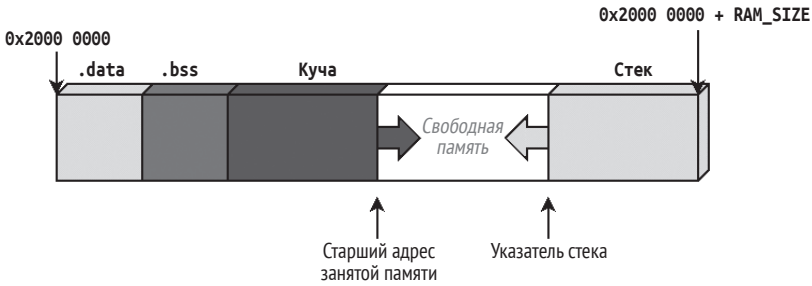 0x2000 0000 + RAM_SIZE
0x2000 0000
.data .bss Куча Стек
Свободная
память
Старший адрес Указатель стека
занятой памяти